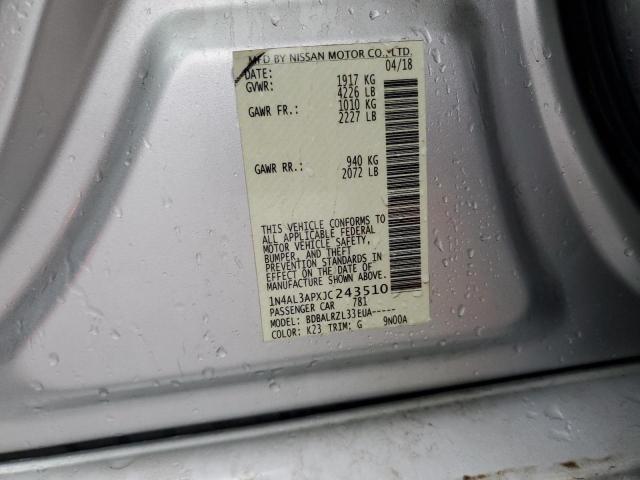 MFD BY NISSAN MOTOR CO., LTD.
DATE: 04/18
GVWR: 1917 KG
4226 LB
GAWR FR.: 1010 KG
2227 LB
GAWR RR.: 940 KG
2072 LB
THIS VEHICLE CONFORMS TO
ALL APPLICABLE FEDERAL
MOTOR VEHICLE SAFETY,
BUMPER, AND THEFT
PREVENTION STANDARDS IN
EFFECT ON THE DATE OF
MANUFACTURE SHOWN ABOVE.
1N4AL3APXJC243510
PASSENGER CAR 781
MODEL: BDBALRZL33EUA-----
COLOR: K23 TRIM: G 9N00A